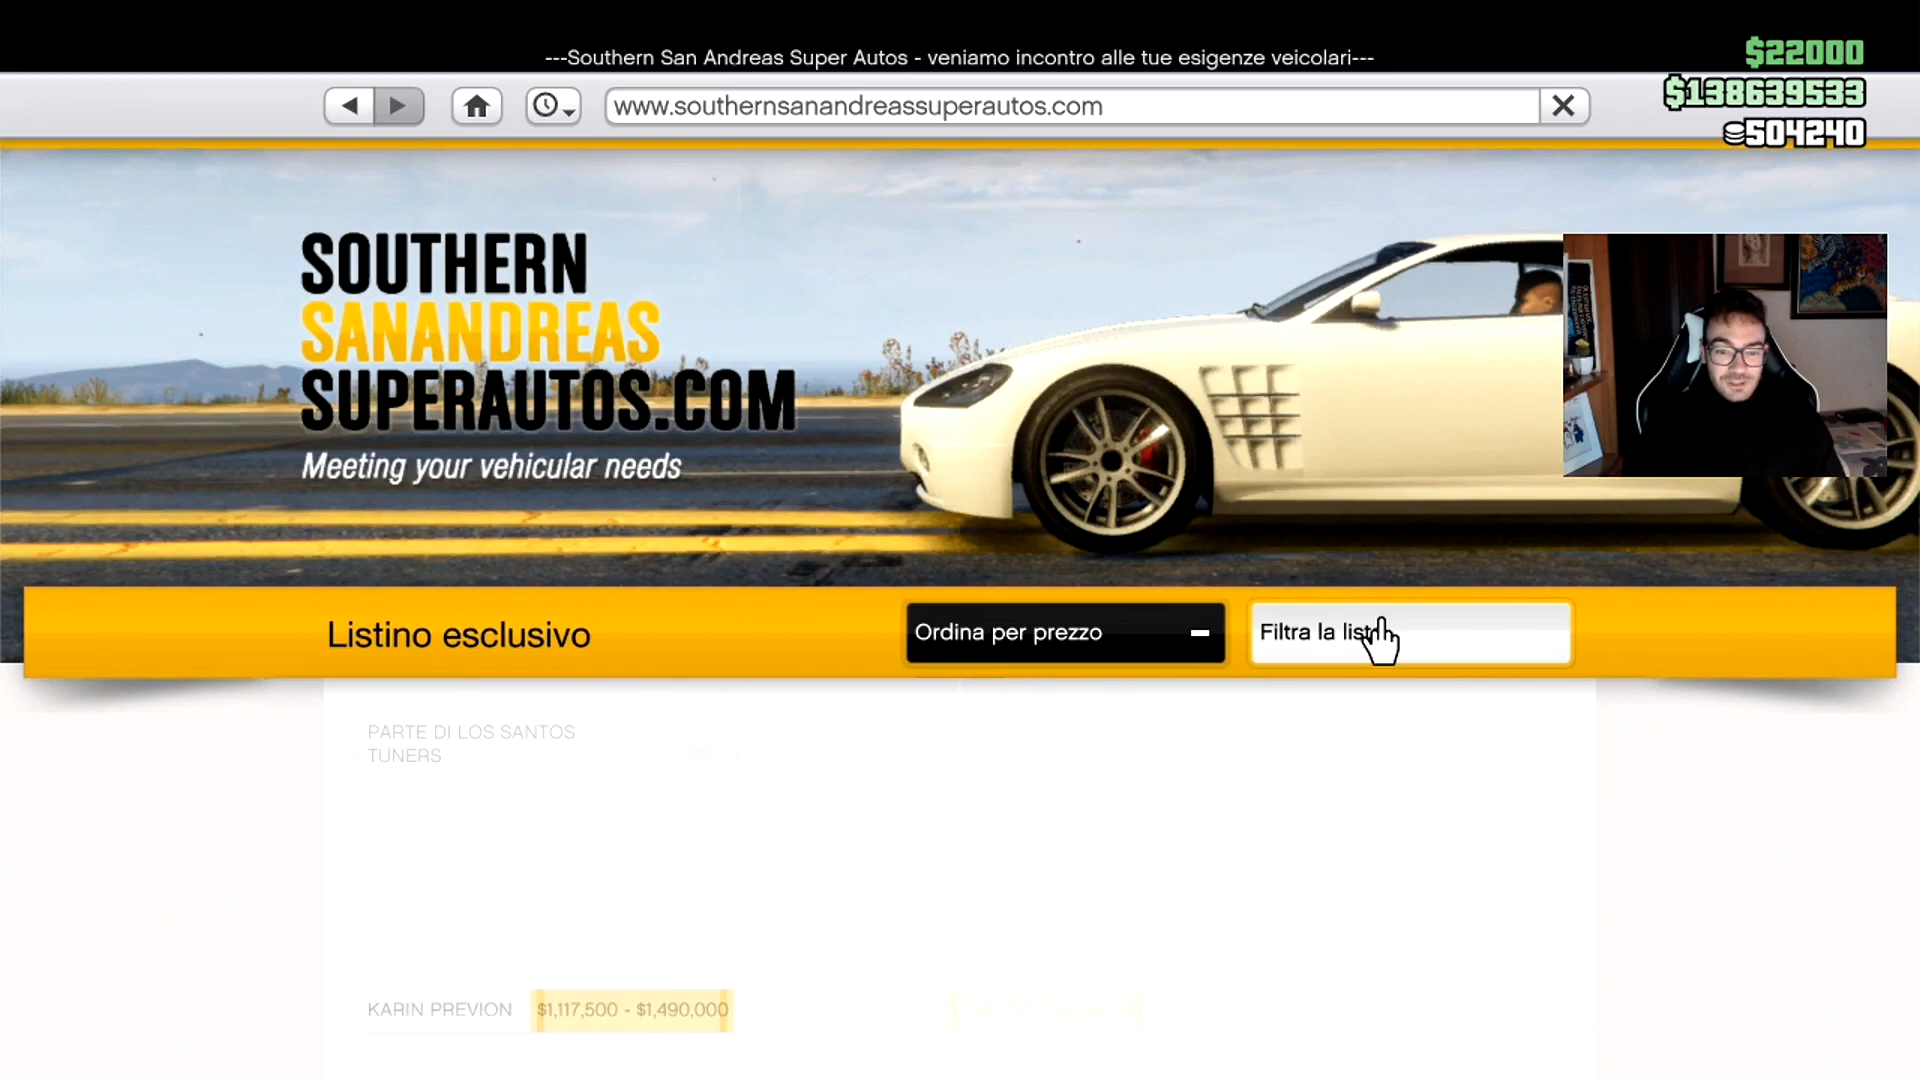 ---Southern San Andreas Super Autos - veniamo incontro alle tue esigenze veicolari---
$22000
www.southernsanandreassuperautos.com
$138639533
504240
SOUTHERN
SANANDREAS
SUPERAUTOS.COM
Meeting your vehicular needs
Listino esclusivo
Ordina per prezzo
Filtra la list
PARTE DI LOS SANTOS
TUNERS
KARIN PREVION
$1,117,500 - $1,490,000